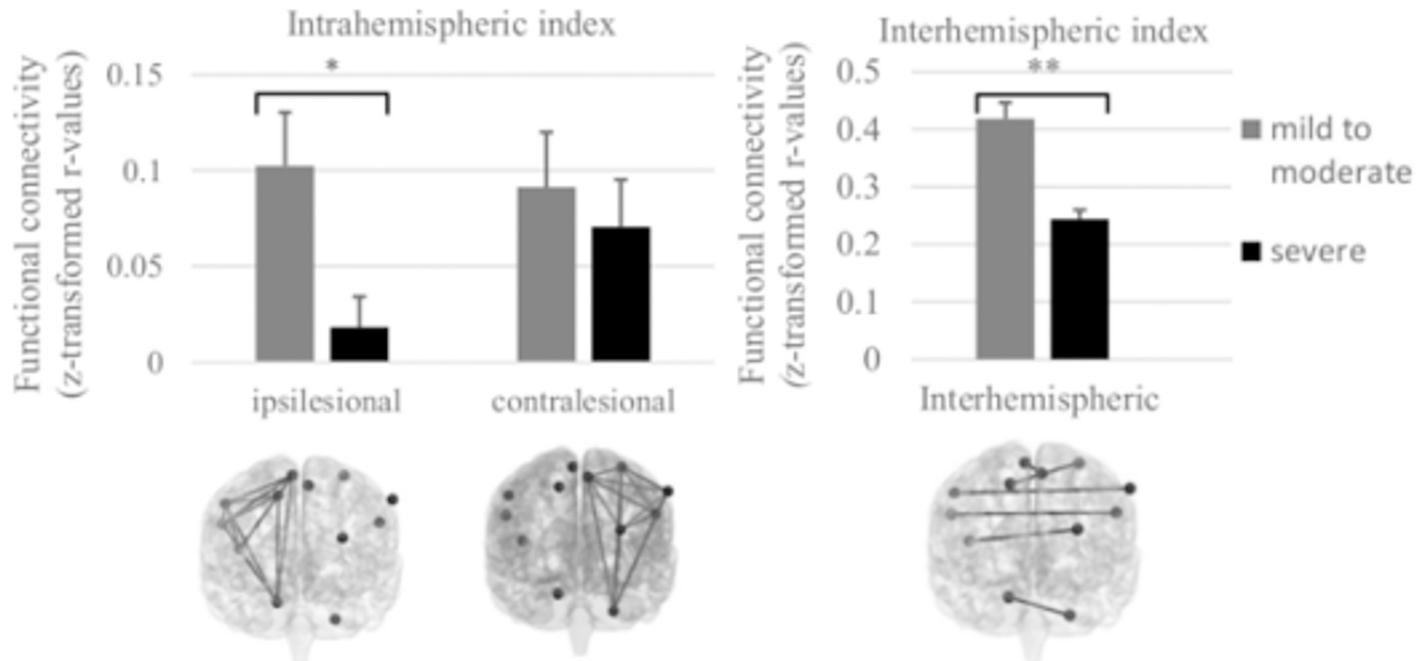 Intrahemispheric index
Functional connectivity
(z-transformed r-values)
0.15
0.1
0.05
0
*
ipsilesional
contralesional
Interhemispheric index
Functional connectivity
(z-transformed r-values)
0.5
0.4
0.3
0.2
0.1
0
**
Interhemispheric
mild to
moderate
severe